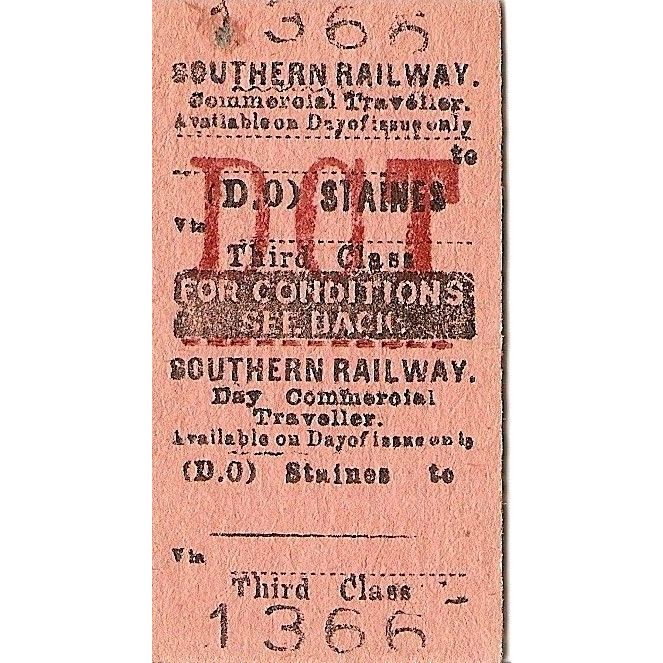 1366
SOUTHERN RAILWAY.
Commercial Traveller.
Available on Day of issue only
to
DCT
(D.O) STAINES
Via
Third Class
FOR CONDITIONS
SEE BACK
SOUTHERN RAILWAY.
Day Commercial
Traveller.
Available on Day of issue only
(D.O) Staines to
Via
Third Class
1366